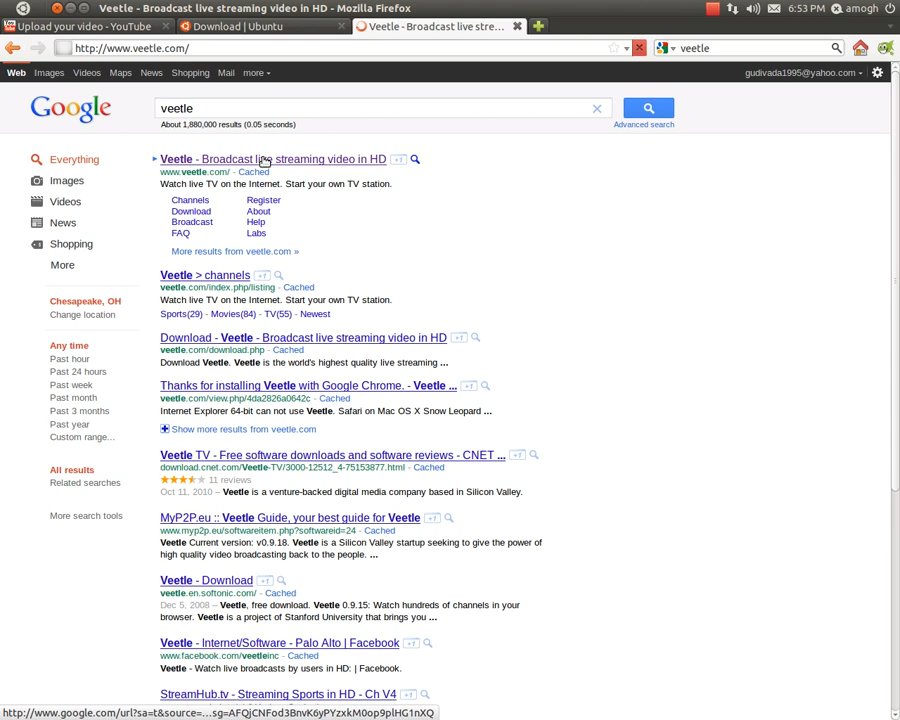 Veetle - Broadcast live streaming video in HD - Mozilla Firefox
6:53 PM amogh
Upload your video - YouTube
Download | Ubuntu
Veetle - Broadcast live stre...
http://www.veetle.com/
veetle
Web Images Videos Maps News Shopping Mail more
gudivada1995@yahoo.com
Google
veetle
About 1,880,000 results (0.05 seconds)
Advanced search
Everything
Images
Videos
News
Shopping
More
Chesapeake, OH
Change location
Any time
Past hour
Past 24 hours
Past week
Past month
Past 3 months
Past year
Custom range...
All results
Related searches
More search tools
Veetle - Broadcast live streaming video in HD +1
www.veetle.com/ - Cached
Watch live TV on the Internet. Start your own TV station.
Channels Register
Download About
Broadcast Help
FAQ Labs
More results from veetle.com »
Veetle > channels +1
veetle.com/index.php/listing - Cached
Watch live TV on the Internet. Start your own TV station.
Sports(29) - Movies(84) - TV(55) - Newest
Download - Veetle - Broadcast live streaming video in HD +1
veetle.com/download.php - Cached
Download Veetle. Veetle is the world's highest quality live streaming ...
Thanks for installing Veetle with Google Chrome. - Veetle ... +1
veetle.com/view.php/4da2826a0642c - Cached
Internet Explorer 64-bit can not use Veetle. Safari on Mac OS X Snow Leopard ...
Show more results from veetle.com
Veetle TV - Free software downloads and software reviews - CNET ... +1
download.cnet.com/Veetle-TV/3000-12512_4-75153877.html - Cached
11 reviews
Oct 11, 2010 – Veetle is a venture-backed digital media company based in Silicon Valley.
MyP2P.eu :: Veetle Guide, your best guide for Veetle +1
www.myp2p.eu/softwareitem.php?softwareid=24 - Cached
Veetle Current version: v0.9.18. Veetle is a Silicon Valley startup seeking to give the power of
high quality video broadcasting back to the people. ...
Veetle - Download +1
veetle.en.softonic.com/ - Cached
Dec 5, 2008 – Veetle, free download. Veetle 0.9.15: Watch hundreds of channels in your
browser. Veetle is a project of Stanford University that brings you ...
Veetle - Internet/Software - Palo Alto | Facebook +1
www.facebook.com/veetleinc - Cached
Veetle - Watch live broadcasts by users in HD: | Facebook.
StreamHub.tv - Streaming Sports in HD - Ch V4 +1
http://www.google.com/url?sa=t&source=...sg=AFQjCNFod3BnvK6yPYzxkM0op9plHG1nXQ